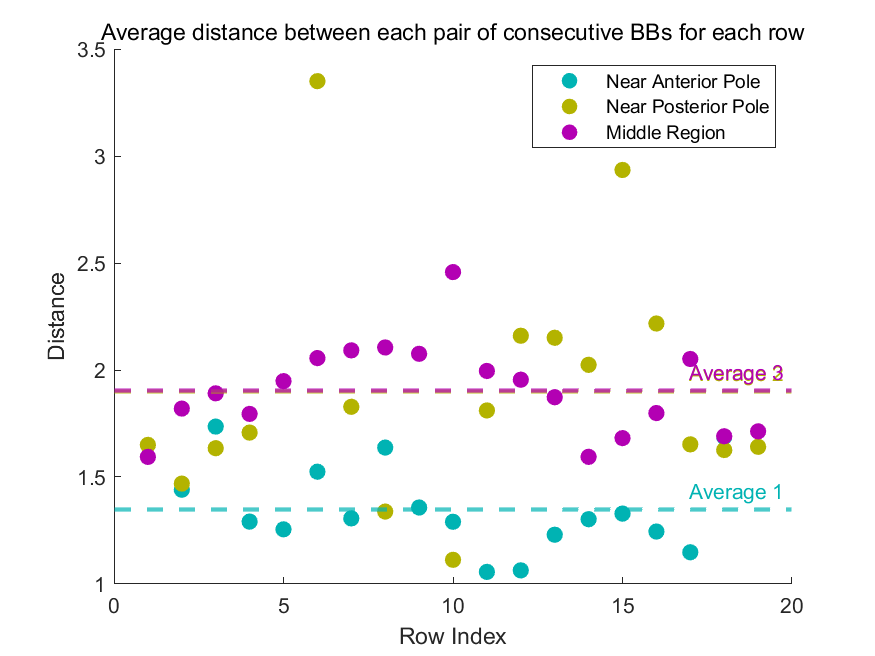 Average distance between each pair of consecutive BBs for each row
3.5
3
2.5
2
1.5
1
Distance
Near Anterior Pole
Near Posterior Pole
Middle Region
Average 3
Average 1
0
5
10
15
20
Row Index